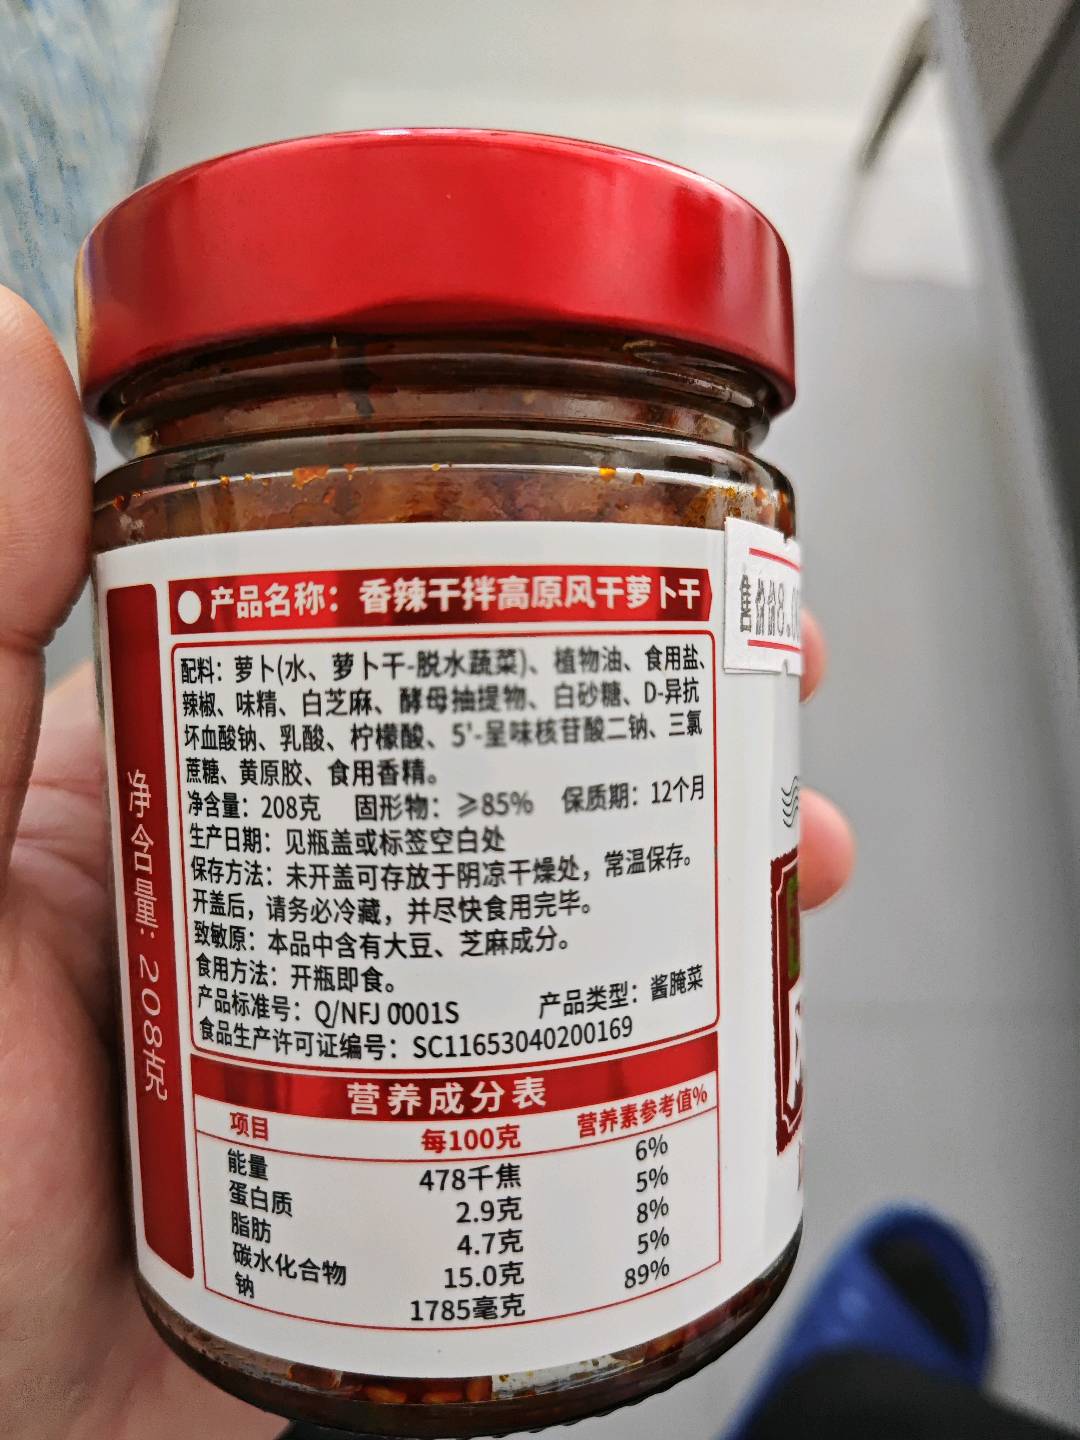 产品名称：香辣干拌高原风干萝卜干
配料：萝卜(水、萝卜干-脱水蔬菜)、植物油、食用盐、
辣椒、味精、白芝麻、酵母抽提物、白砂糖、D-异抗
坏血酸钠、乳酸、柠檬酸、5'-呈味核苷酸二钠、三氯
蔗糖、黄原胶、食用香精。
净含量：208克 固形物：≥85% 保质期：12个月
生产日期：见瓶盖或标签空白处
保存方法：未开盖可存放于阴凉干燥处，常温保存。
开盖后，请务必冷藏，并尽快食用完毕。
致敏原：本品中含有大豆、芝麻成分。
食用方法：开瓶即食。
产品标准号：Q/NFJ 0001S 产品类型：酱腌菜
食品生产许可证编号：SC11653040200169
营养成分表
项目 每100克 营养素参考值%
能量 478千焦 6%
蛋白质 2.9克 5%
脂肪 4.7克 8%
碳水化合物 15.0克 5%
钠 1785毫克 89%
净含量：208克
售价